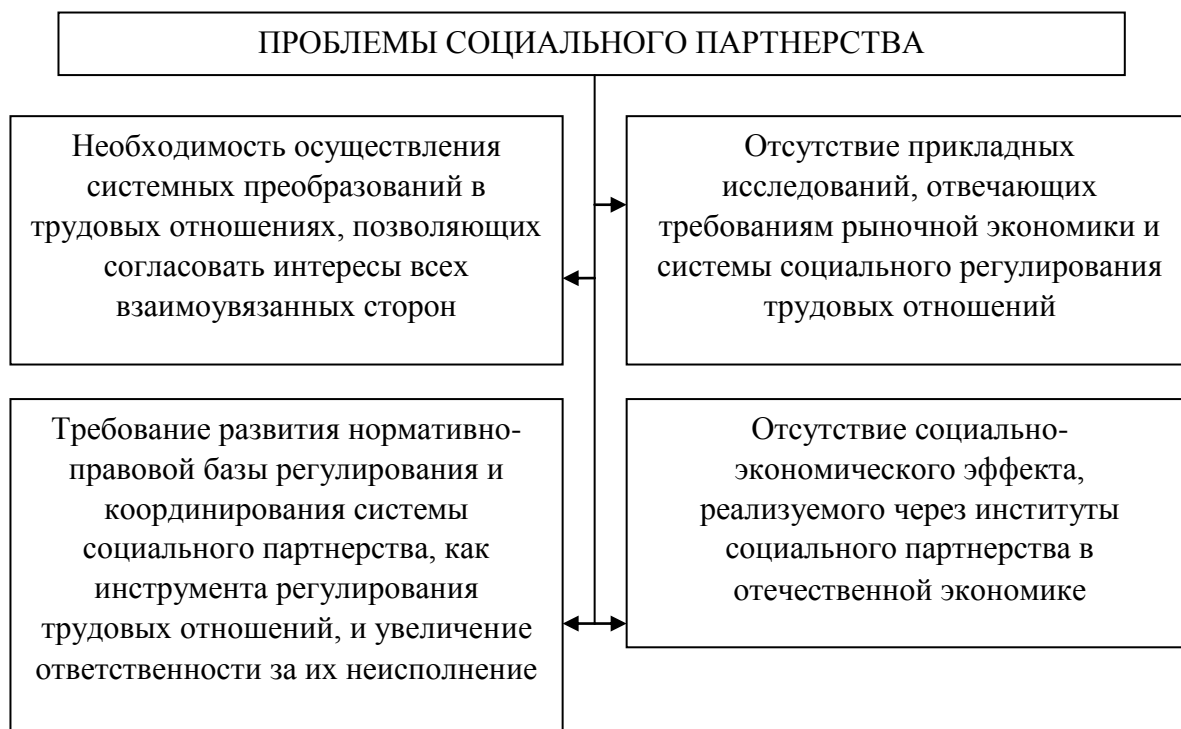 ПРОБЛЕМЫ СОЦИАЛЬНОГО ПАРТНЕРСТВА
Необходимость осуществления
системных преобразований в
трудовых отношениях, позволяющих
согласовать интересы всех
взаимоувязанных сторон
Отсутствие прикладных
исследований, отвечающих
требованиям рыночной экономики и
системы социального регулирования
трудовых отношений
Требование развития нормативно-
правовой базы регулирования и
координирования системы
социального партнерства, как
инструмента регулирования
трудовых отношений, и увеличение
ответственности за их неисполнение
Отсутствие социально-
экономического эффекта,
реализуемого через институты
социального партнерства в
отечественной экономике